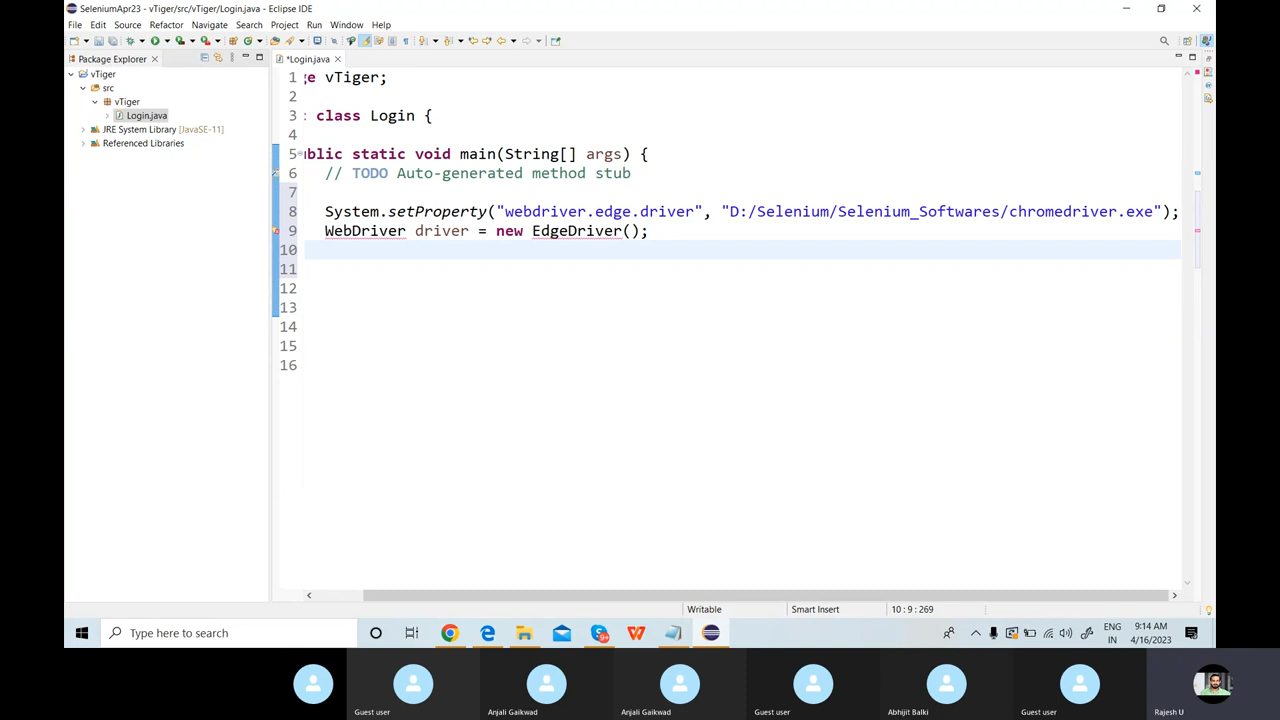 SeleniumApr23 - vTiger/src/vTiger/Login.java - Eclipse IDE
File Edit Source Refactor Navigate Search Project Run Window Help
Package Explorer
*Login.java
vTiger
src
vTiger
Login.java
JRE System Library [JavaSE-11]
Referenced Libraries
1 ge vTiger;
2
3 : class Login {
4
5 ublic static void main(String[] args) {
6 // TODO Auto-generated method stub
7
8 System.setProperty("webdriver.edge.driver", "D:/Selenium/Selenium_Softwares/chromedriver.exe");
9 WebDriver driver = new EdgeDriver();
10
11
12
13
14
15
16
Writable Smart Insert 10 : 9 : 269
Type here to search
ENG
IN
9:14 AM
4/16/2023
Guest user Anjali Gaikwad Anjali Gaikwad Guest user Abhijit Balki Guest user Rajesh U